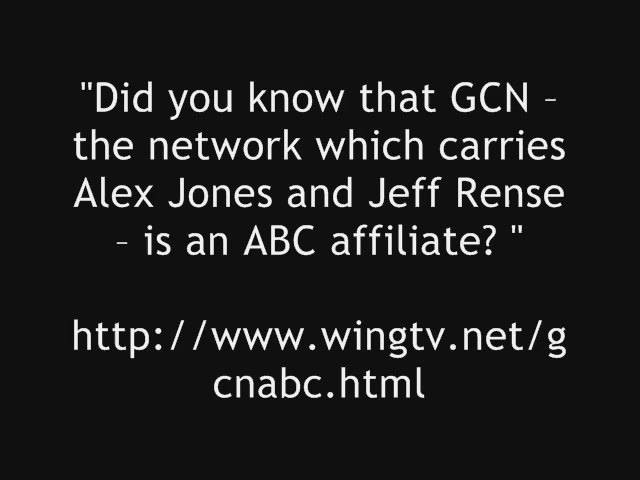 "Did you know that GCN –
the network which carries
Alex Jones and Jeff Rense
– is an ABC affiliate? "
http://www.wingtv.net/g
cnabc.html